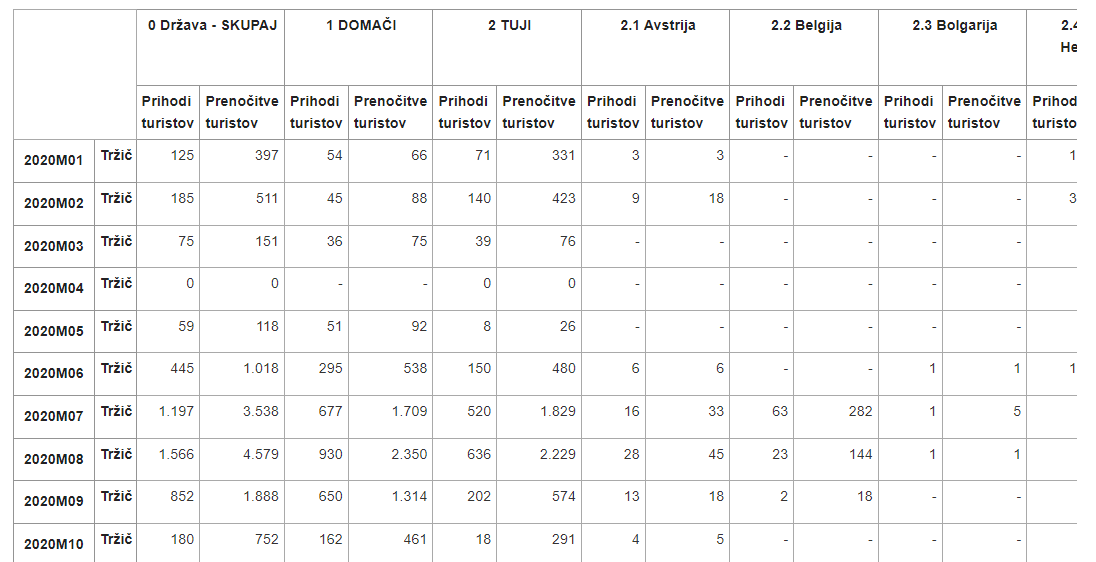 0 Država - SKUPAJ 1 DOMAČI 2 TUJI 2.1 Avstrija 2.2 Belgija 2.3 Bolgarija 2.4
He
Prihodi Prenočitve Prihodi Prenočitve Prihodi Prenočitve Prihodi Prenočitve Prihodi Prenočitve Prihodi Prenočitve Prihod
turistov turistov turistov turistov turistov turistov turistov turistov turistov turistov turistov turistov turisto
2020M01 Tržič 125 397 54 66 71 331 3 3 - - - - 1
2020M02 Tržič 185 511 45 88 140 423 9 18 - - - - 3
2020M03 Tržič 75 151 36 75 39 76 - - - - - -
2020M04 Tržič 0 0 - - 0 0 - - - - - -
2020M05 Tržič 59 118 51 92 8 26 - - - - - -
2020M06 Tržič 445 1.018 295 538 150 480 6 6 - - 1 1 1
2020M07 Tržič 1.197 3.538 677 1.709 520 1.829 16 33 63 282 1 5
2020M08 Tržič 1.566 4.579 930 2.350 636 2.229 28 45 23 144 1 1
2020M09 Tržič 852 1.888 650 1.314 202 574 13 18 2 18 - -
2020M10 Tržič 180 752 162 461 18 291 4 5 - - - -